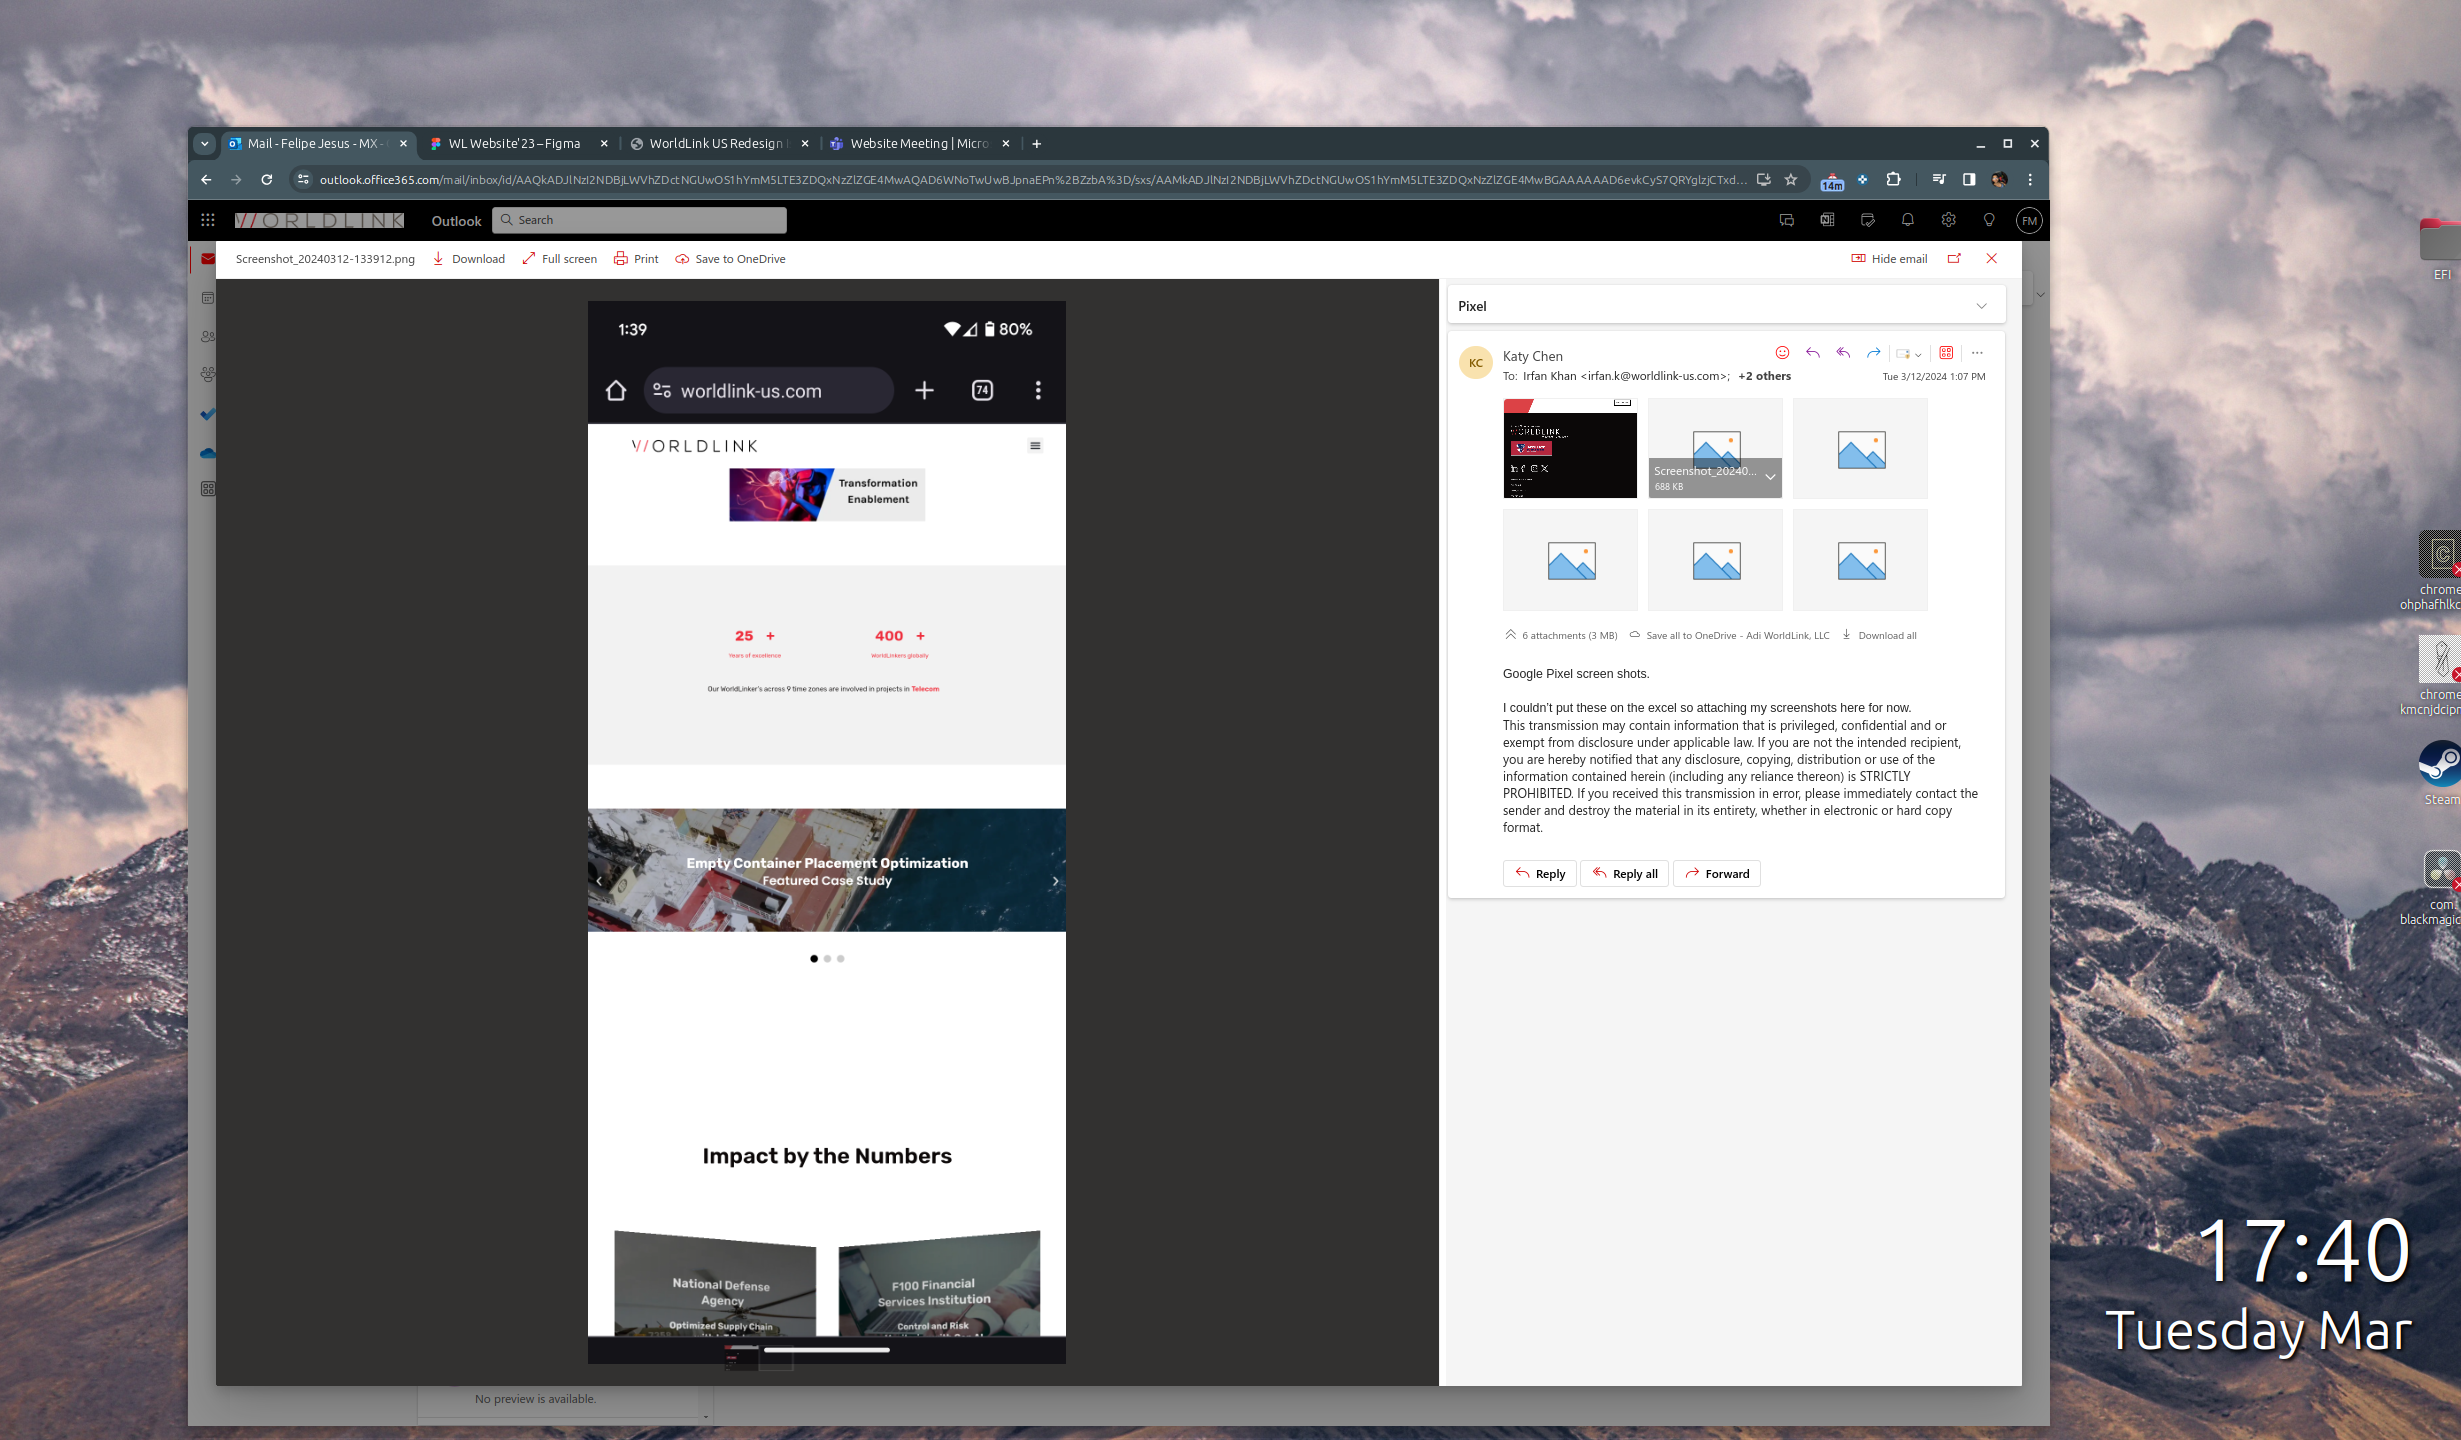 Mail - Felipe Jesus - MX -
WL Website'23 – Figma
WorldLink US Redesign
Website Meeting | Micro
outlook.office365.com/mail/inbox/id/
14m
WORLDLINK
Outlook
Search
FM
Screenshot_20240312-133912.png
Download
Full screen
Print
Save to OneDrive
Hide email
1:39
80%
worldlink-us.com
74
WORLDLINK
Transformation
Enablement
25 +
400 +
Years of excellence
WorldLinkers globally
Our WorldLinker's across 9 time zones are involved in projects in Telecom
Empty Container Placement Optimization
Featured Case Study
Impact by the Numbers
National Defense
Agency
Optimized Supply Chain
F100 Financial
Services Institution
Control and Risk
Pixel
KC
Katy Chen
To: Irfan Khan <irfan.k@worldlink-us.com>; +2 others
Tue 3/12/2024 1:07 PM
WORLDLINK
Screenshot_20240...
688 KB
6 attachments (3 MB)
Save all to OneDrive - Adi WorldLink, LLC
Download all
Google Pixel screen shots.
I couldn't put these on the excel so attaching my screenshots here for now.
This transmission may contain information that is privileged, confidential and or
exempt from disclosure under applicable law. If you are not the intended recipient,
you are hereby notified that any disclosure, copying, distribution or use of the
information contained herein (including any reliance thereon) is STRICTLY
PROHIBITED. If you received this transmission in error, please immediately contact the
sender and destroy the material in its entirety, whether in electronic or hard copy
format.
Reply
Reply all
Forward
No preview is available.
EFI
chrome
ohphafhlkc
chrome
kmcnjdcipr
Steam
com.
blackmagic
17:40
Tuesday Mar